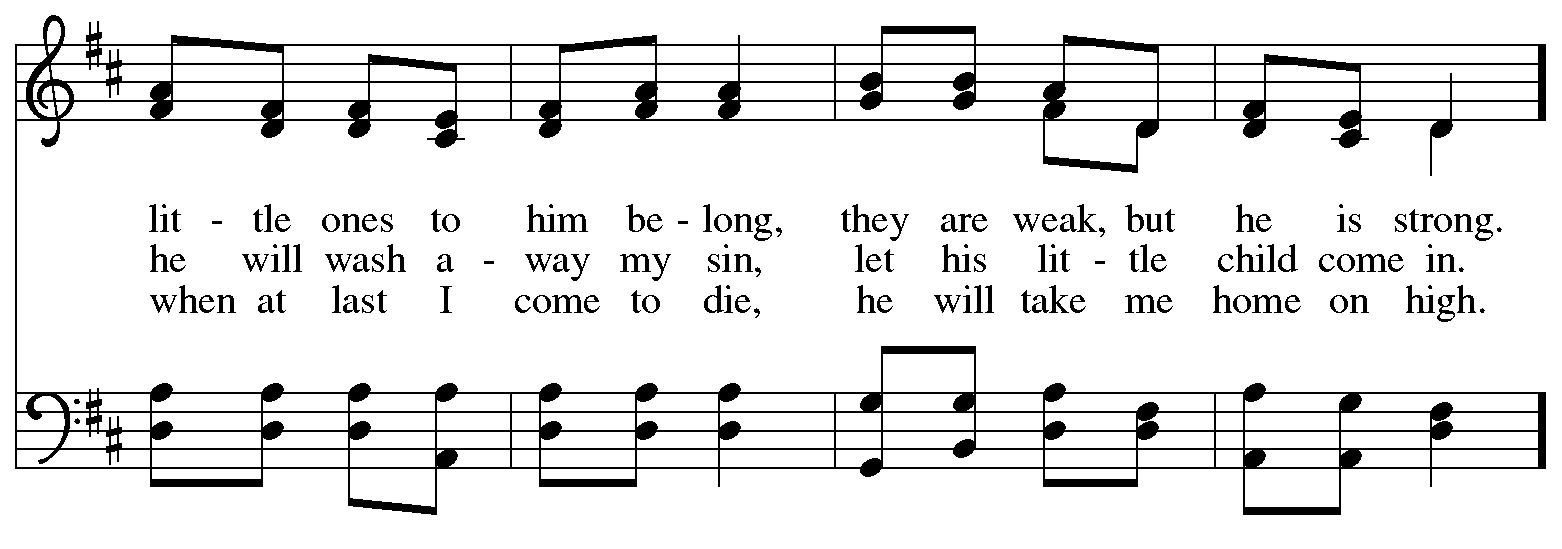 lit - tle ones to him be - long, they are weak, but he is strong.
he will wash a - way my sin, let his lit - tle child come in.
when at last I come to die, he will take me home on high.